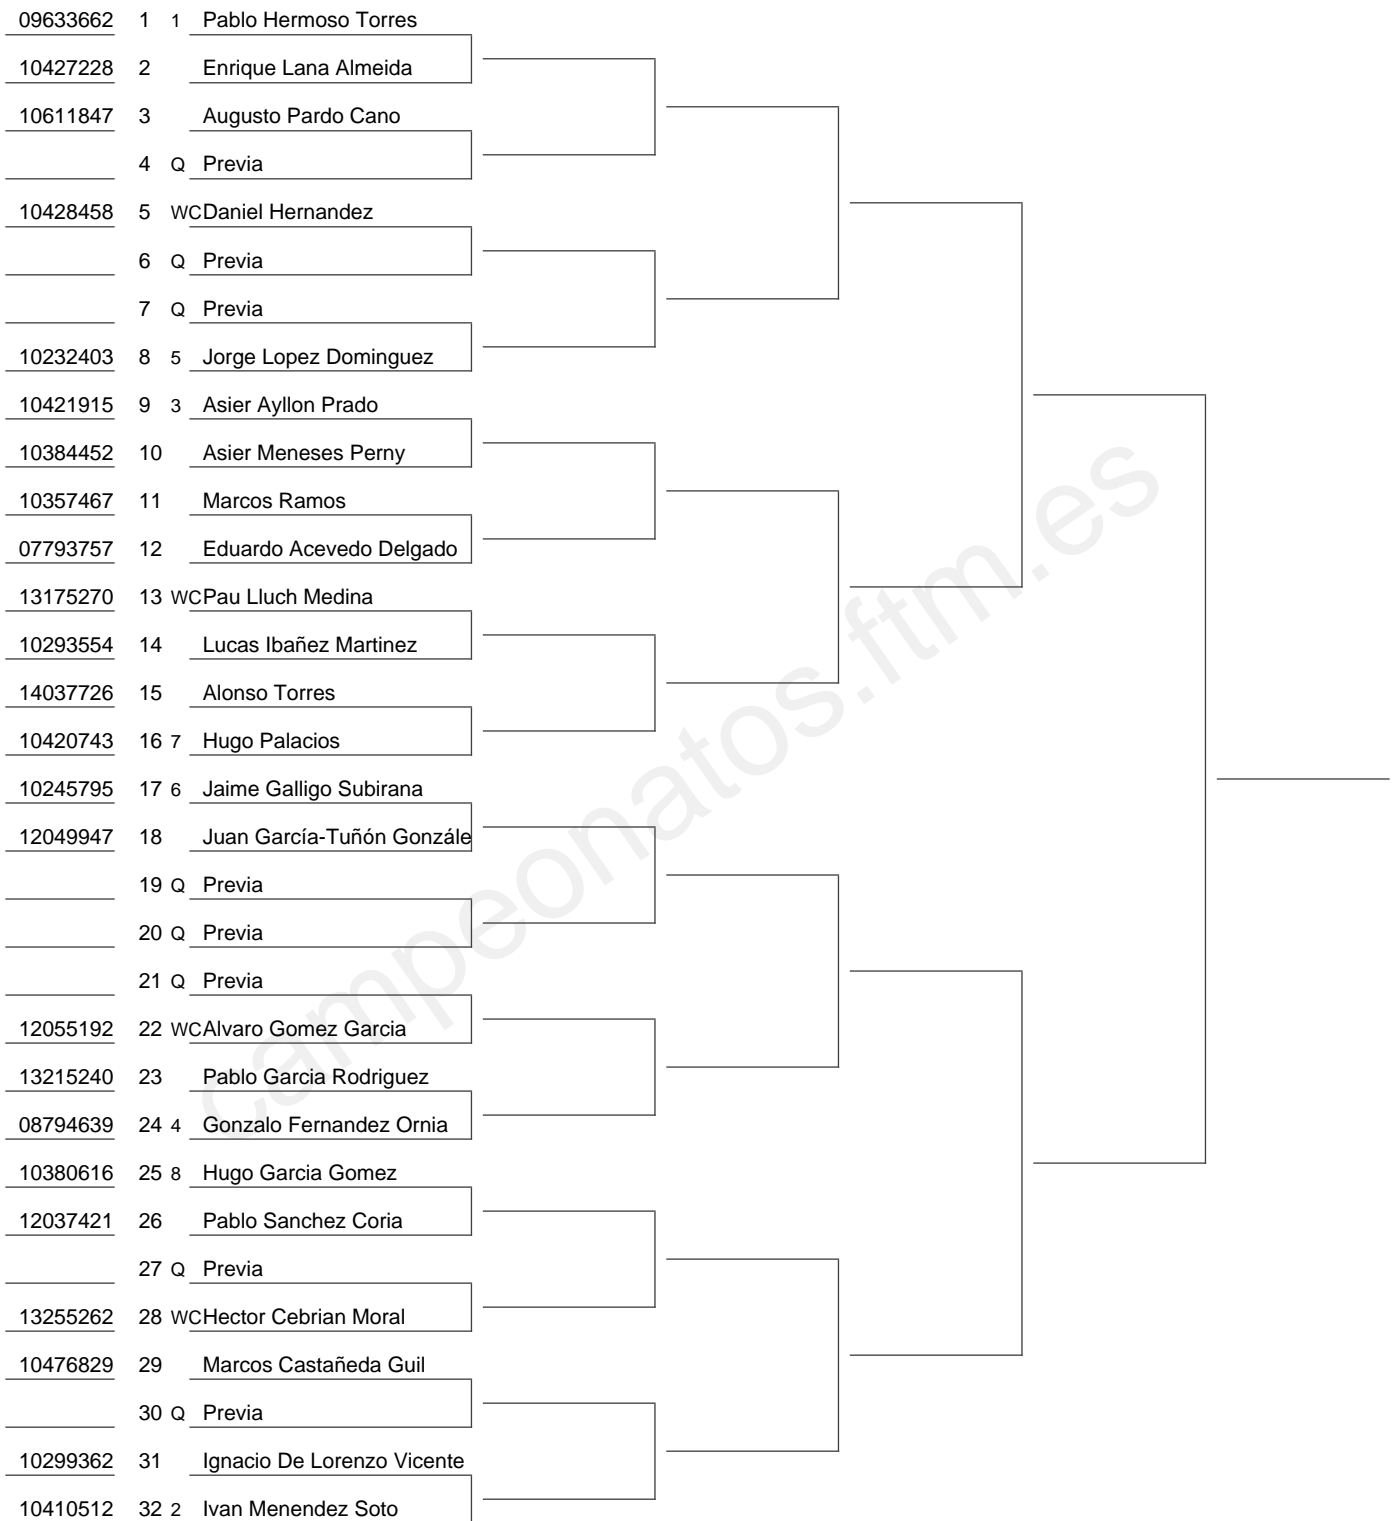 09633662 1 1 Pablo Hermoso Torres
10427228 2 Enrique Lana Almeida
10611847 3 Augusto Pardo Cano
4 Q Previa
10428458 5 WC Daniel Hernandez
6 Q Previa
7 Q Previa
10232403 8 5 Jorge Lopez Dominguez
10421915 9 3 Asier Ayllon Prado
10384452 10 Asier Meneses Perny
10357467 11 Marcos Ramos
07793757 12 Eduardo Acevedo Delgado
13175270 13 WC Pau Lluch Medina
10293554 14 Lucas Ibañez Martinez
14037726 15 Alonso Torres
10420743 16 7 Hugo Palacios
10245795 17 6 Jaime Galligo Subirana
12049947 18 Juan García-Tuñón Gonzále
19 Q Previa
20 Q Previa
21 Q Previa
12055192 22 WC Alvaro Gomez Garcia
13215240 23 Pablo Garcia Rodriguez
08794639 24 4 Gonzalo Fernandez Ornia
10380616 25 8 Hugo Garcia Gomez
12037421 26 Pablo Sanchez Coria
27 Q Previa
13255262 28 WC Hector Cebrian Moral
10476829 29 Marcos Castañeda Guil
30 Q Previa
10299362 31 Ignacio De Lorenzo Vicente
10410512 32 2 Ivan Menendez Soto
campeonatos.ftm.es